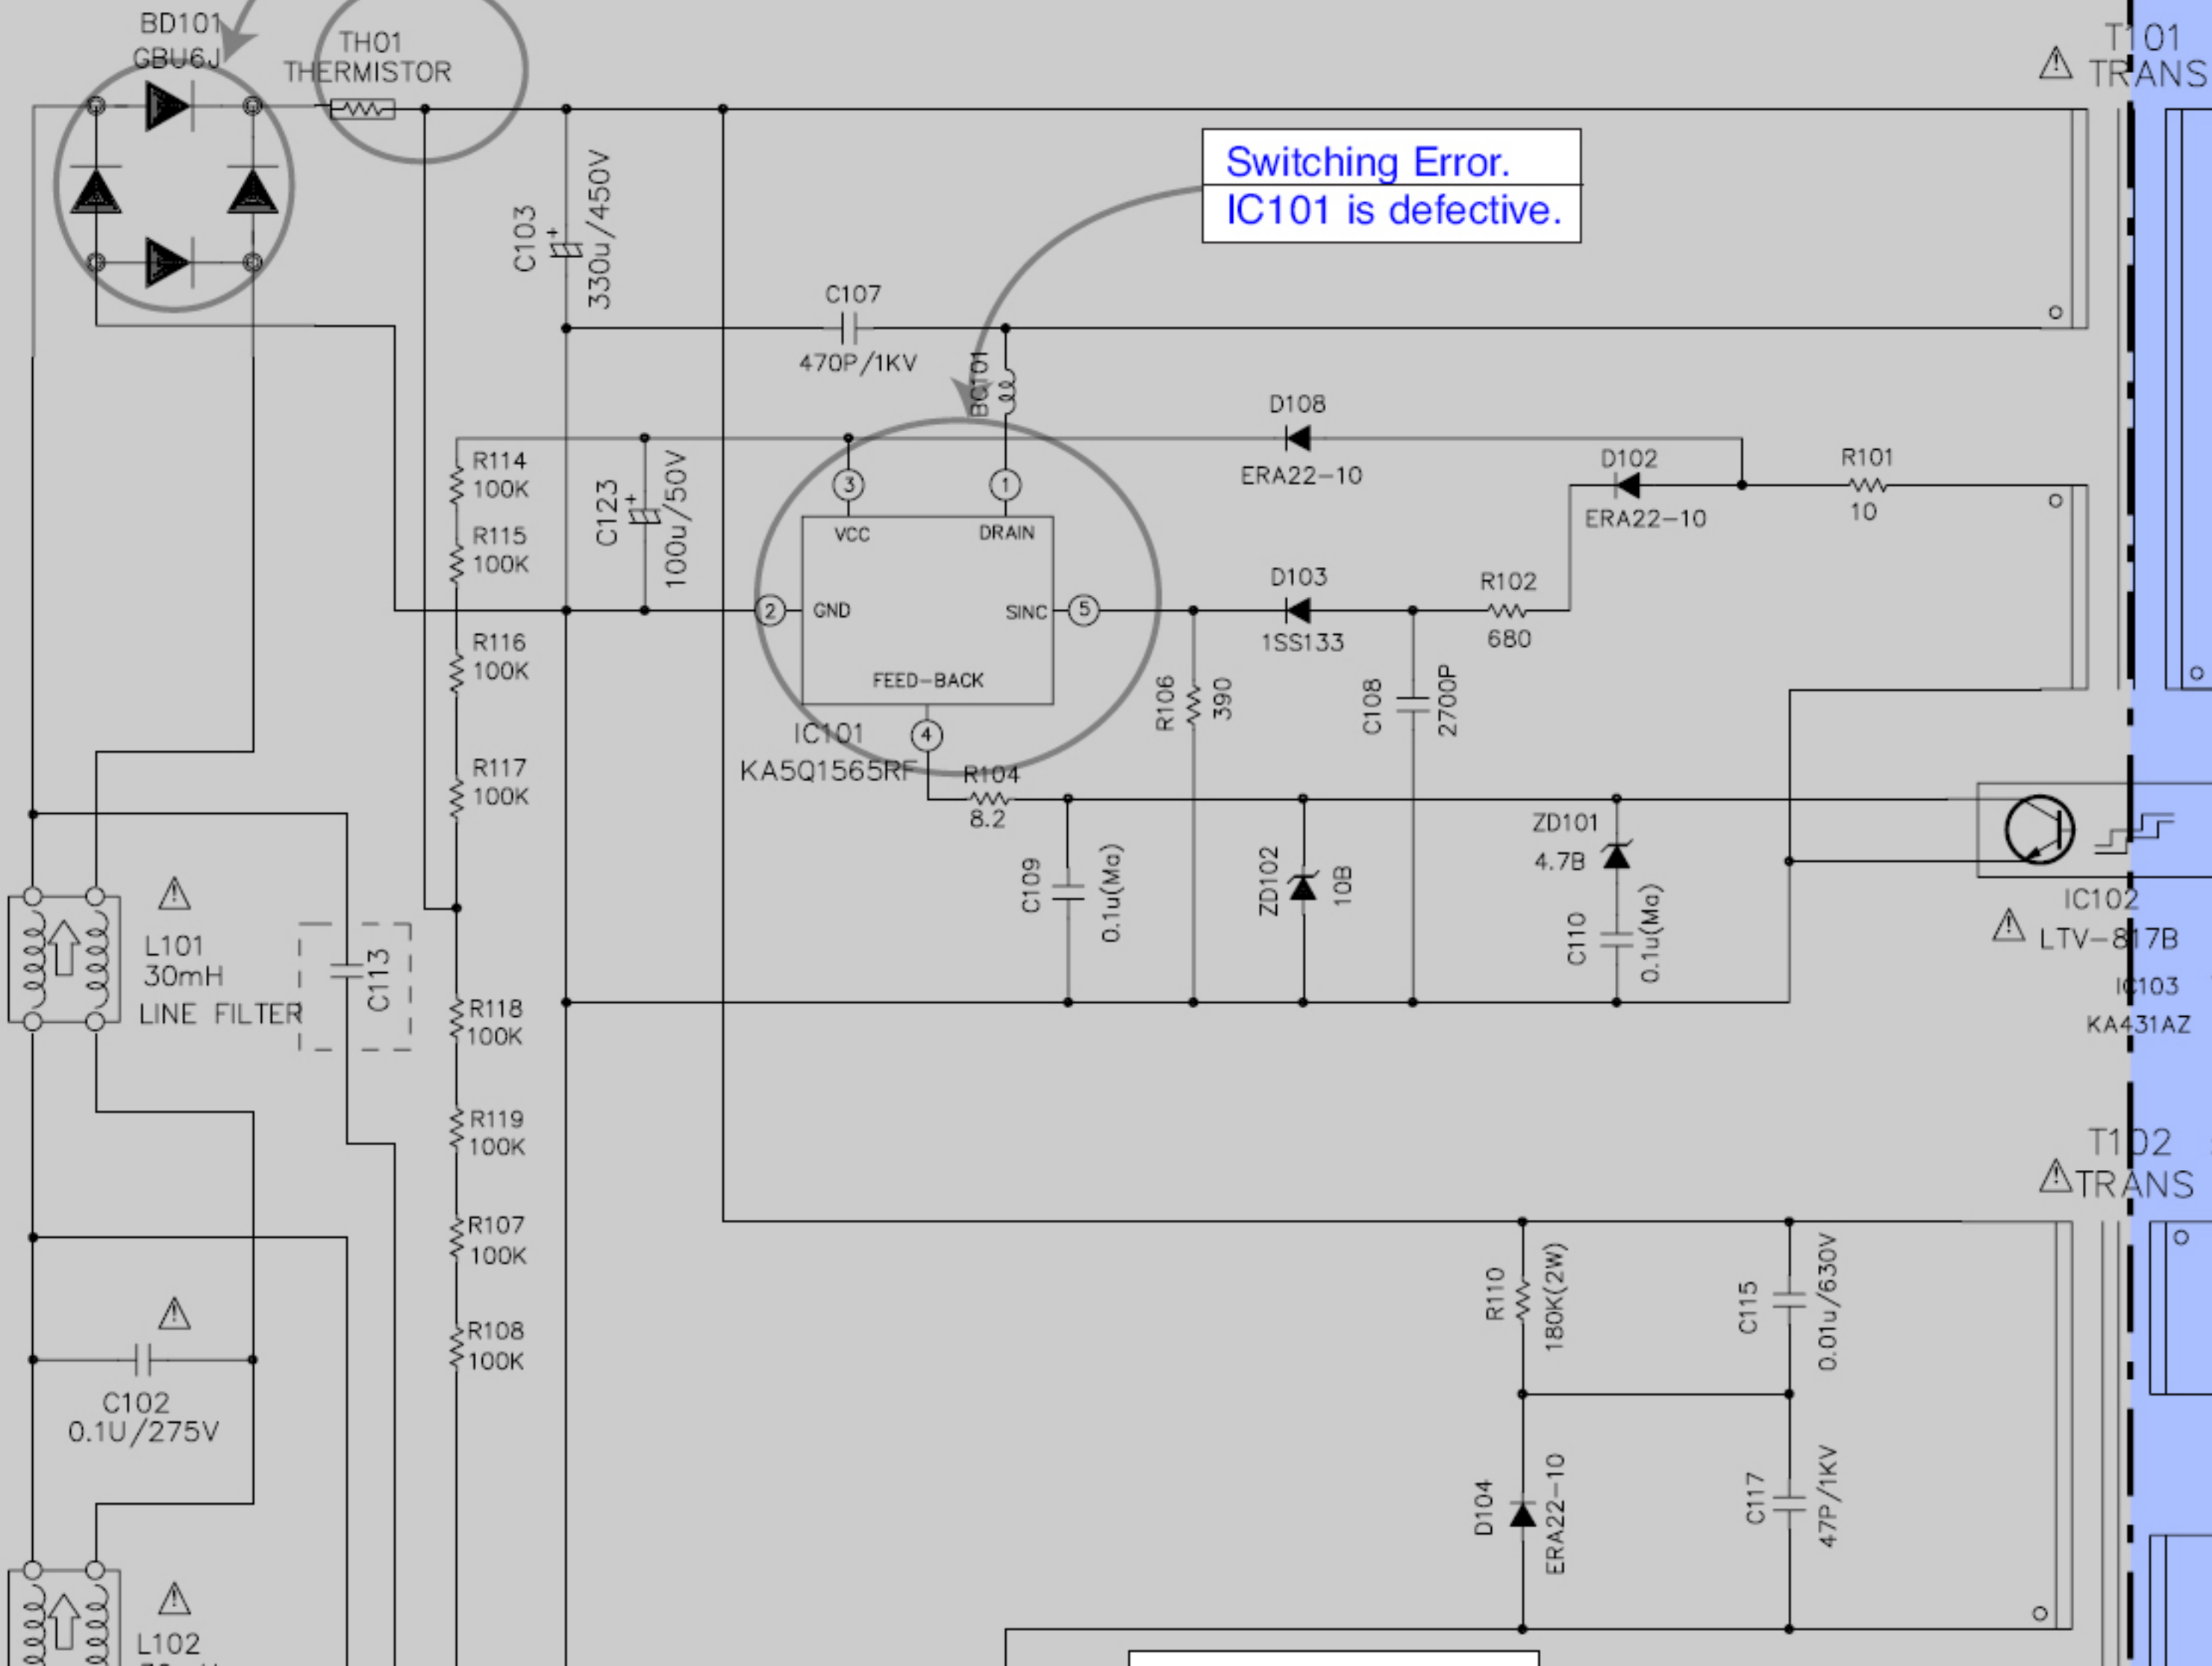 BD101
GBU6J
TH01
THERMISTOR
T101
TRANS
C103
330u/450V
+
Switching Error.
IC101 is defective.
C107
470P/1KV
D108
ERA22-10
D102
ERA22-10
R101
10
R114
100K
C123
100u/50V
+
3
1
VCC
DRAIN
R115
100K
2
GND
SINC
5
D103
1SS133
R102
680
R116
100K
FEED-BACK
R106
390
C108
2700P
IC101
KA5Q1565RF
4
R104
8.2
R117
100K
C109
0.1u(Ma)
ZD102
10B
ZD101
4.7B
C110
0.1u(Ma)
IC102
LTV-817B
IC103
KA431AZ
L101
30mH
LINE FILTER
C113
R118
100K
R119
100K
T102
TRANS
R107
100K
R108
100K
R110
180K(2W)
C115
0.01u/630V
C102
0.1U/275V
D104
ERA22-10
C117
47P/1KV
L102